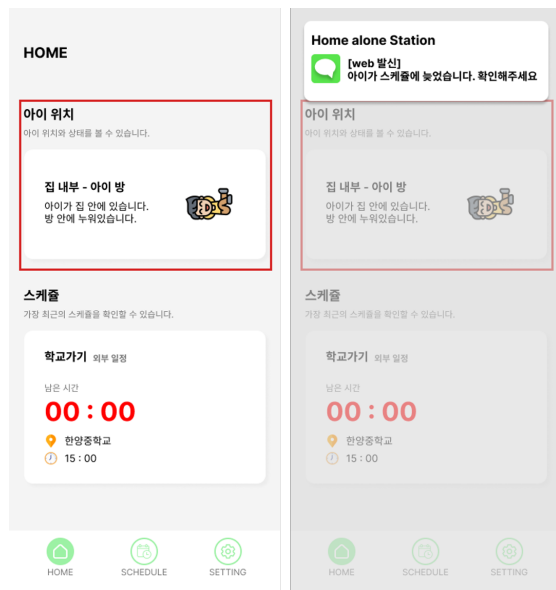 HOME
아이 위치
아이 위치와 상태를 볼 수 있습니다.
집 내부 - 아이 방
아이가 집 안에 있습니다.
방 안에 누워있습니다.
스케쥴
가장 최근의 스케쥴을 확인할 수 있습니다.
학교가기 외부 일정
남은 시간
00 : 00
한양중학교
15 : 00
HOME SCHEDULE SETTING
Home alone Station
[web 발신]
아이가 스케쥴에 늦었습니다. 확인해주세요
아이 위치
아이 위치와 상태를 볼 수 있습니다.
집 내부 - 아이 방
아이가 집 안에 있습니다.
방 안에 누워있습니다.
스케쥴
가장 최근의 스케쥴을 확인할 수 있습니다.
학교가기 외부 일정
남은 시간
00 : 00
한양중학교
15 : 00
HOME SCHEDULE SETTING